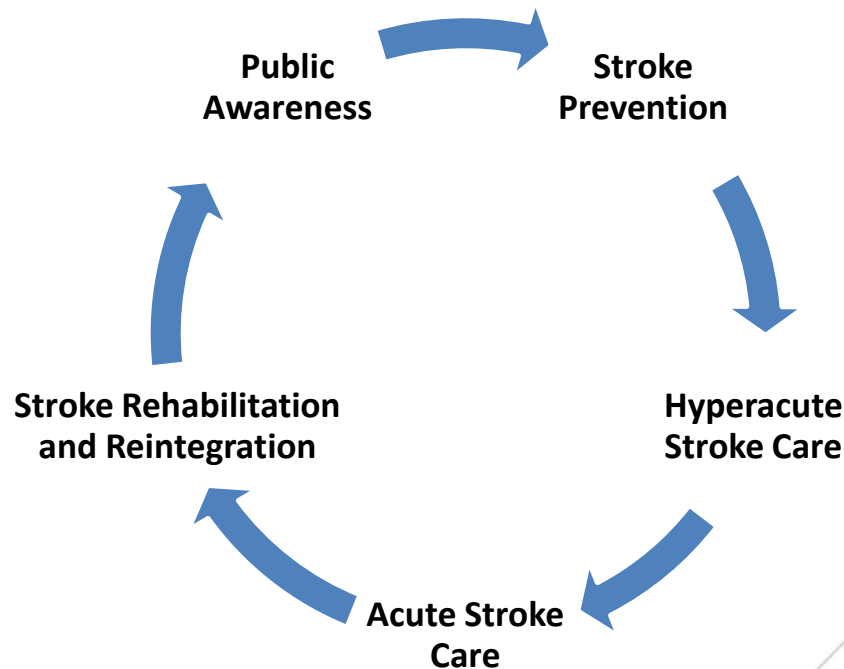 Public
Awareness
Stroke
Prevention
Hyperacute
Stroke Care
Acute Stroke
Care
Stroke Rehabilitation
and Reintegration